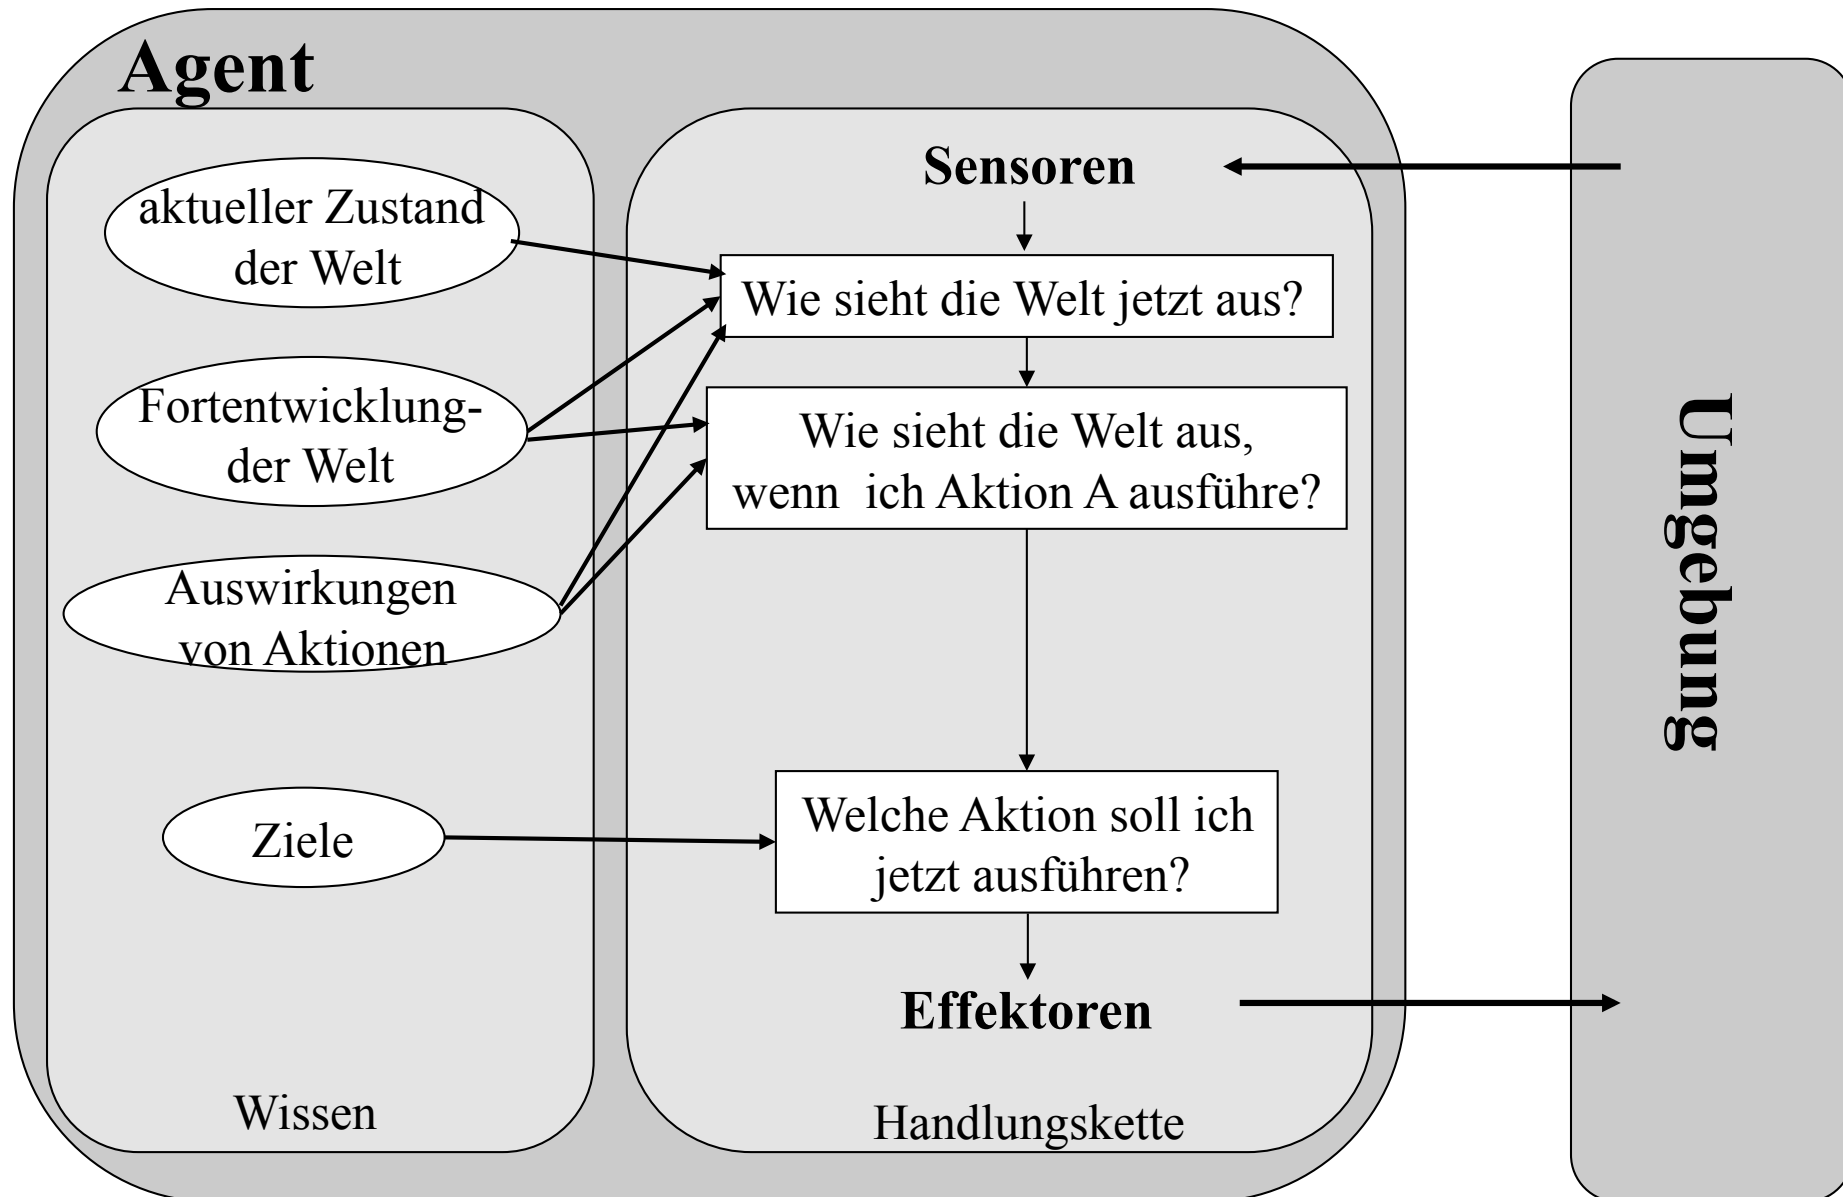 Agent
aktueller Zustand
der Welt
Fortentwicklung-
der Welt
Auswirkungen
von Aktionen
Ziele
Wissen
Sensoren
Wie sieht die Welt jetzt aus?
Wie sieht die Welt aus,
wenn ich Aktion A ausführe?
Welche Aktion soll ich
jetzt ausführen?
Effektoren
Handlungskette
Umgebung